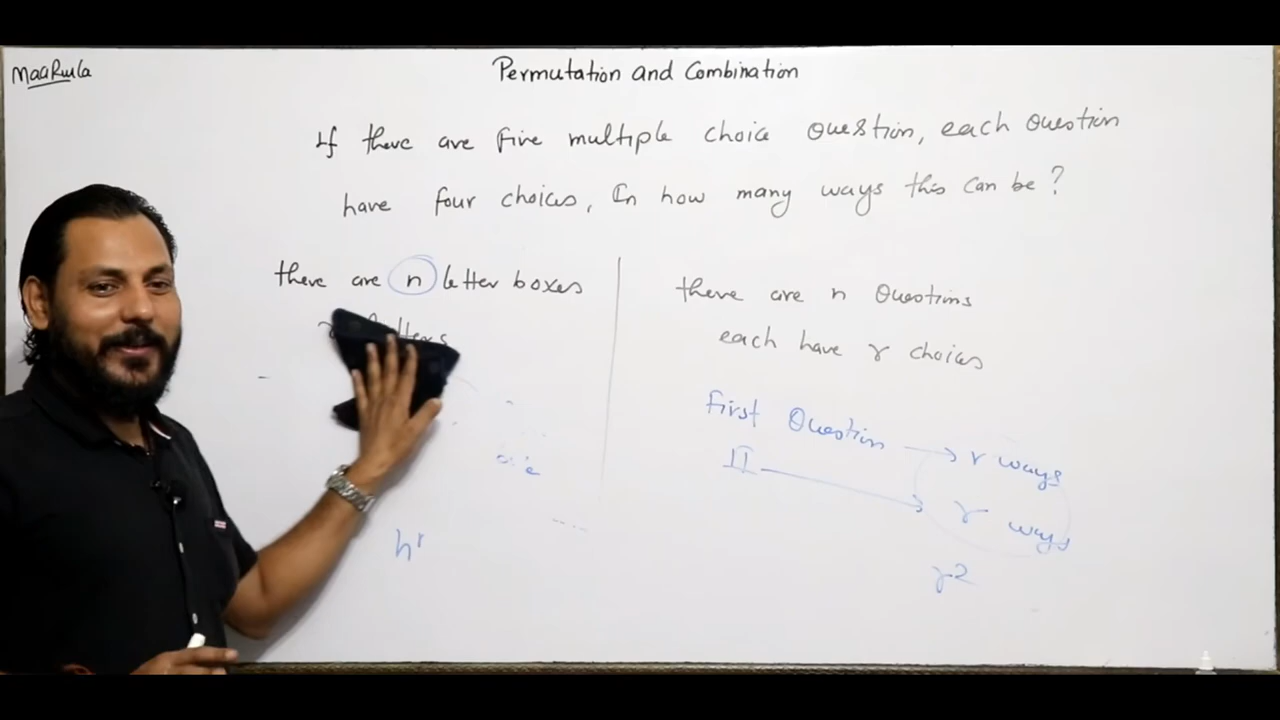 MaaRula
Permutation and Combination
If there are five multiple choice Question, each Question
have four choices, In how many ways this can be?
there are n letter boxes
there are n Questions
each have r choices
First Question → r ways
II → r ways
r2